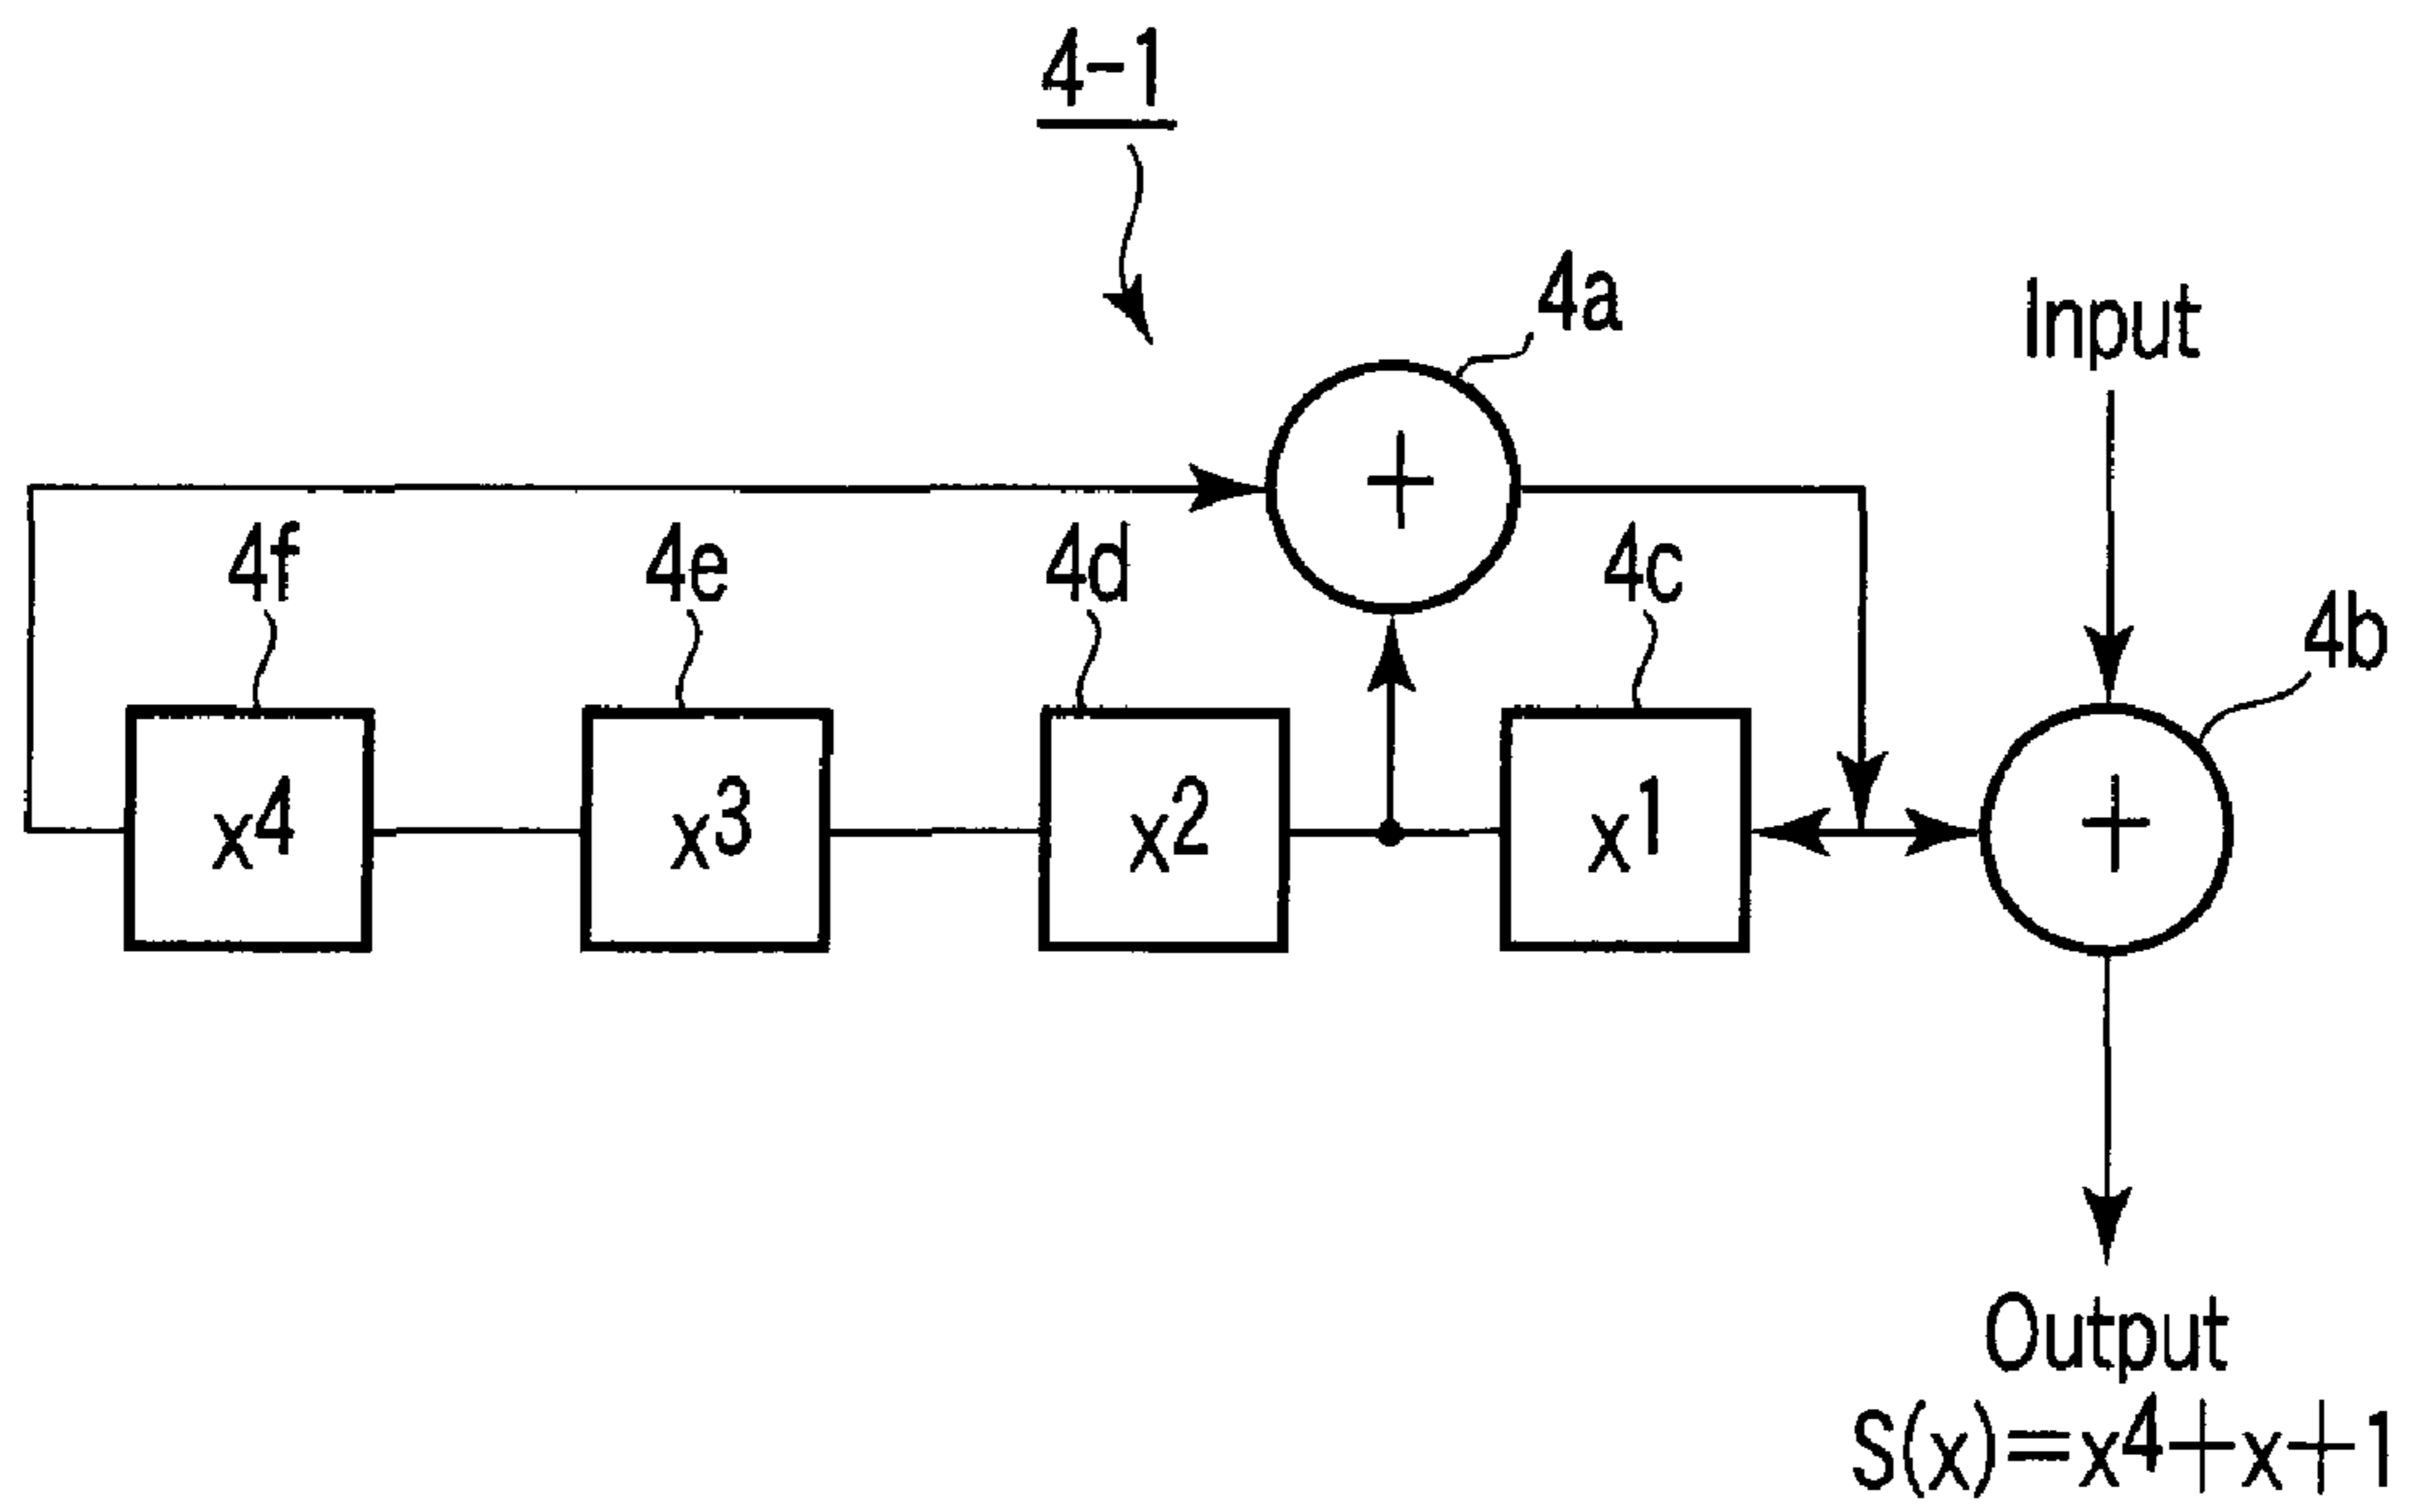 4-1
4a
Input
4f
4e
4d
4c
4b
+
x4
x3
x2
x1
+
Output
S(x)=x4+x+1